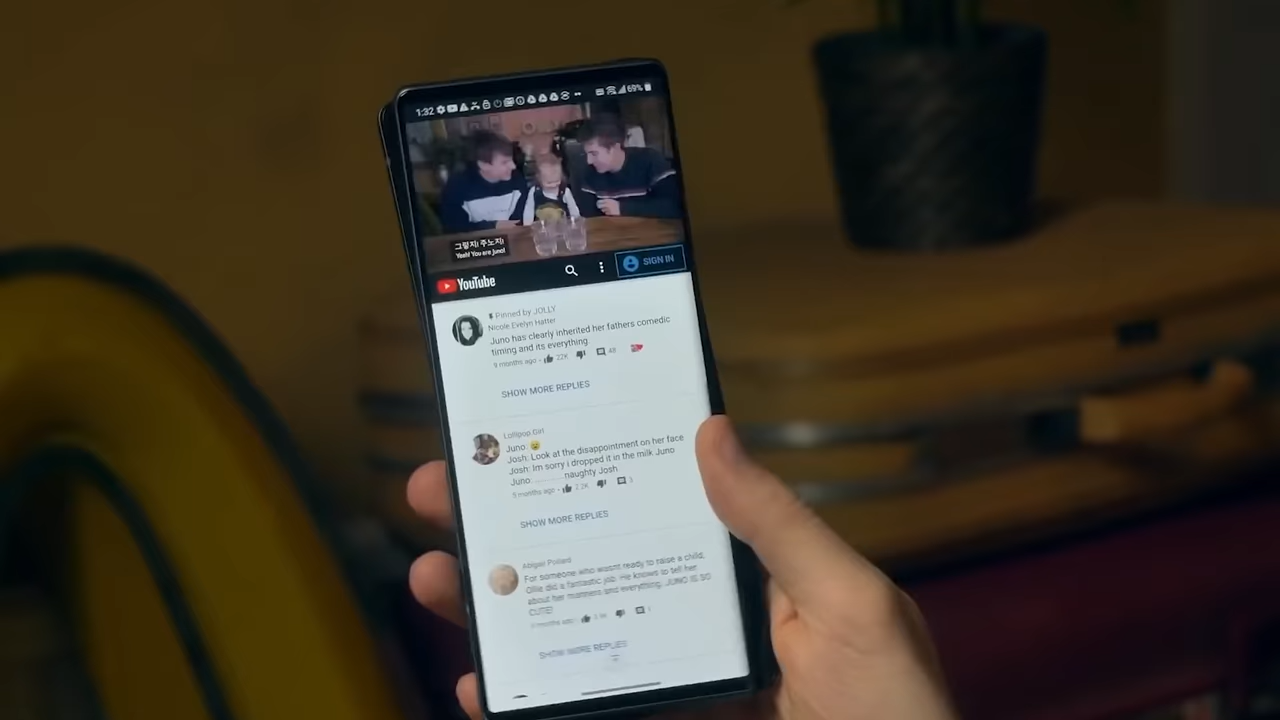 1:32
69%
그렇지! 주노지!
Yeah! You are Juno!
YouTube
SIGN IN
Pinned by JOLLY
Nicole Evelyn Hatter
Juno has clearly inherited her fathers comedic
timing and its everything
9 months ago
22K
48
SHOW MORE REPLIES
Lollipop Girl
Juno: 😫
Josh: Look at the disappointment on her face
Josh: Im sorry i dropped it in the milk Juno
Juno...............naughty Josh
5 months ago
2.2K
3
SHOW MORE REPLIES
Abigail Pollard
For someone who wasnt ready to raise a child,
Ollie did a fantastic job. He knows to tell her
about her manners and everything. JUNO IS SO
CUTE!
months ago
1
SHOW MORE REPLIES